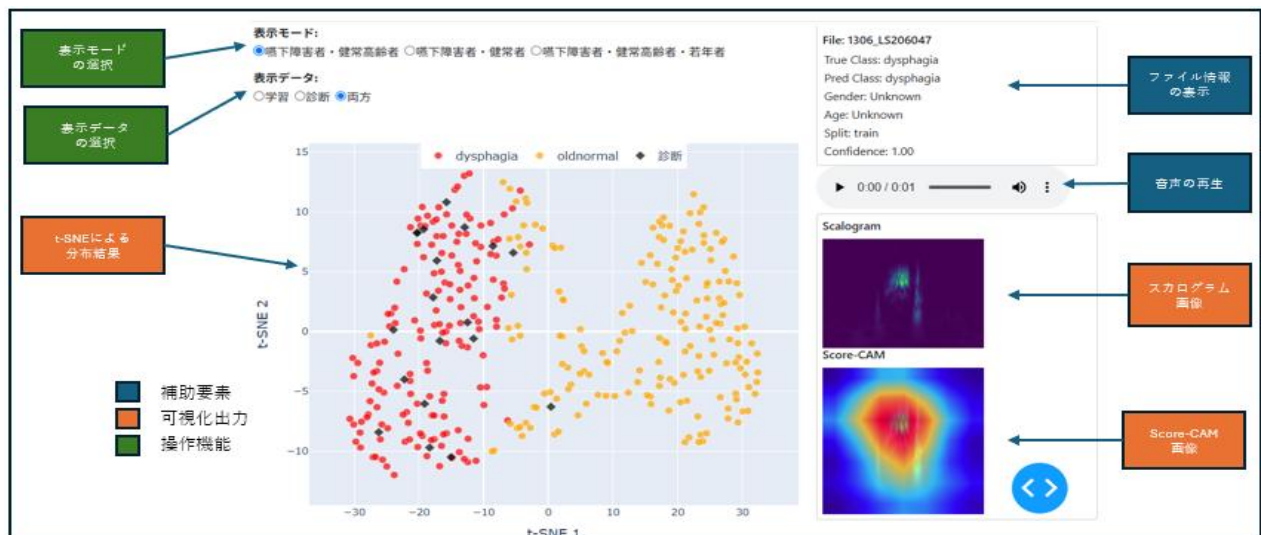 表示モード
の選択
表示データ
の選択
t-SNEによる
分布結果
補助要素
可視化出力
操作機能
表示モード:
嚥下障害者・健常高齢者 嚥下障害者・健常者 嚥下障害者・健常高齢者・若年者
表示データ:
学習 診断 両方
dysphagia oldnormal 診断
15
10
5
0
−5
−10
−30 −20 −10 0 10 20 30
t-SNE 2
t-SNE 1
File: 1306_LS206047
True Class: dysphagia
Pred Class: dysphagia
Gender: Unknown
Age: Unknown
Split: train
Confidence: 1.00
0:00 / 0:01
Scalogram
Score-CAM
ファイル情報
の表示
音声の再生
スカログラム
画像
Score-CAM
画像